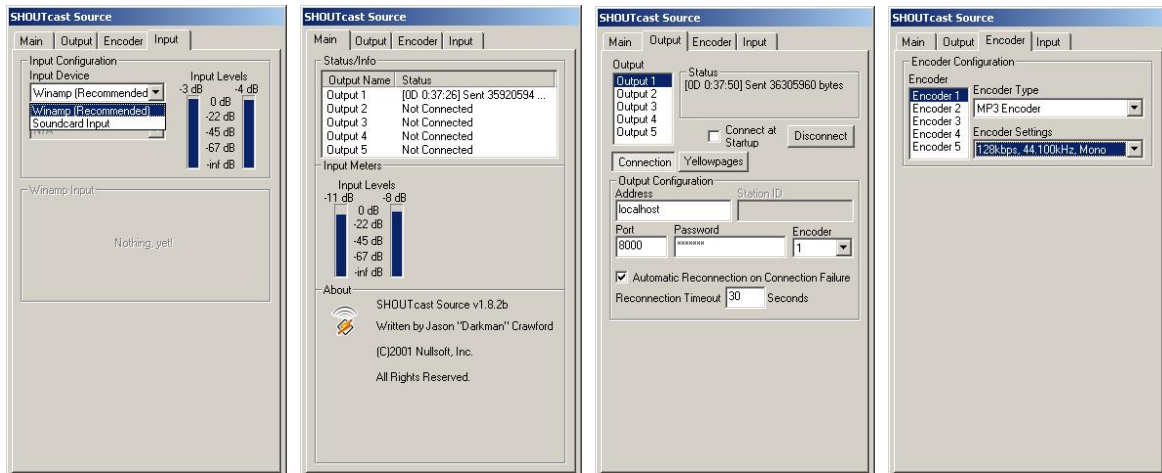 SHOUTcast Source
Main Output Encoder Input
Input Configuration
Input Device
Winamp (Recommended
Winamp (Recommended)
Soundcard Input
Input Levels
-3 dB -4 dB
0 dB
-22 dB
-45 dB
-67 dB
-inf dB
Winamp Input
Nothing, yet!
SHOUTcast Source
Main Output Encoder Input
Status/Info
Output Name Status
Output 1 [0D 0:37:26] Sent 35920594 ...
Output 2 Not Connected
Output 3 Not Connected
Output 4 Not Connected
Output 5 Not Connected
Input Meters
Input Levels
-11 dB -8 dB
0 dB
-22 dB
-45 dB
-67 dB
-inf dB
About
SHOUTcast Source v1.8.2b
Written by Jason "Darkman" Crawford
(C)2001 Nullsoft, Inc.
All Rights Reserved.
SHOUTcast Source
Main Output Encoder Input
Output
Output 1
Output 2
Output 3
Output 4
Output 5
Status
[0D 0:37:50] Sent 36305960 bytes
Connect at
Startup
Disconnect
Connection Yellowpages
Output Configuration
Address Station ID
localhost
Port Password Encoder
8000 ******* 1
Automatic Reconnection on Connection Failure
Reconnection Timeout 30 Seconds
SHOUTcast Source
Main Output Encoder Input
Encoder Configuration
Encoder
Encoder 1
Encoder 2
Encoder 3
Encoder 4
Encoder 5
Encoder Type
MP3 Encoder
Encoder Settings
128kbps, 44.100kHz, Mono